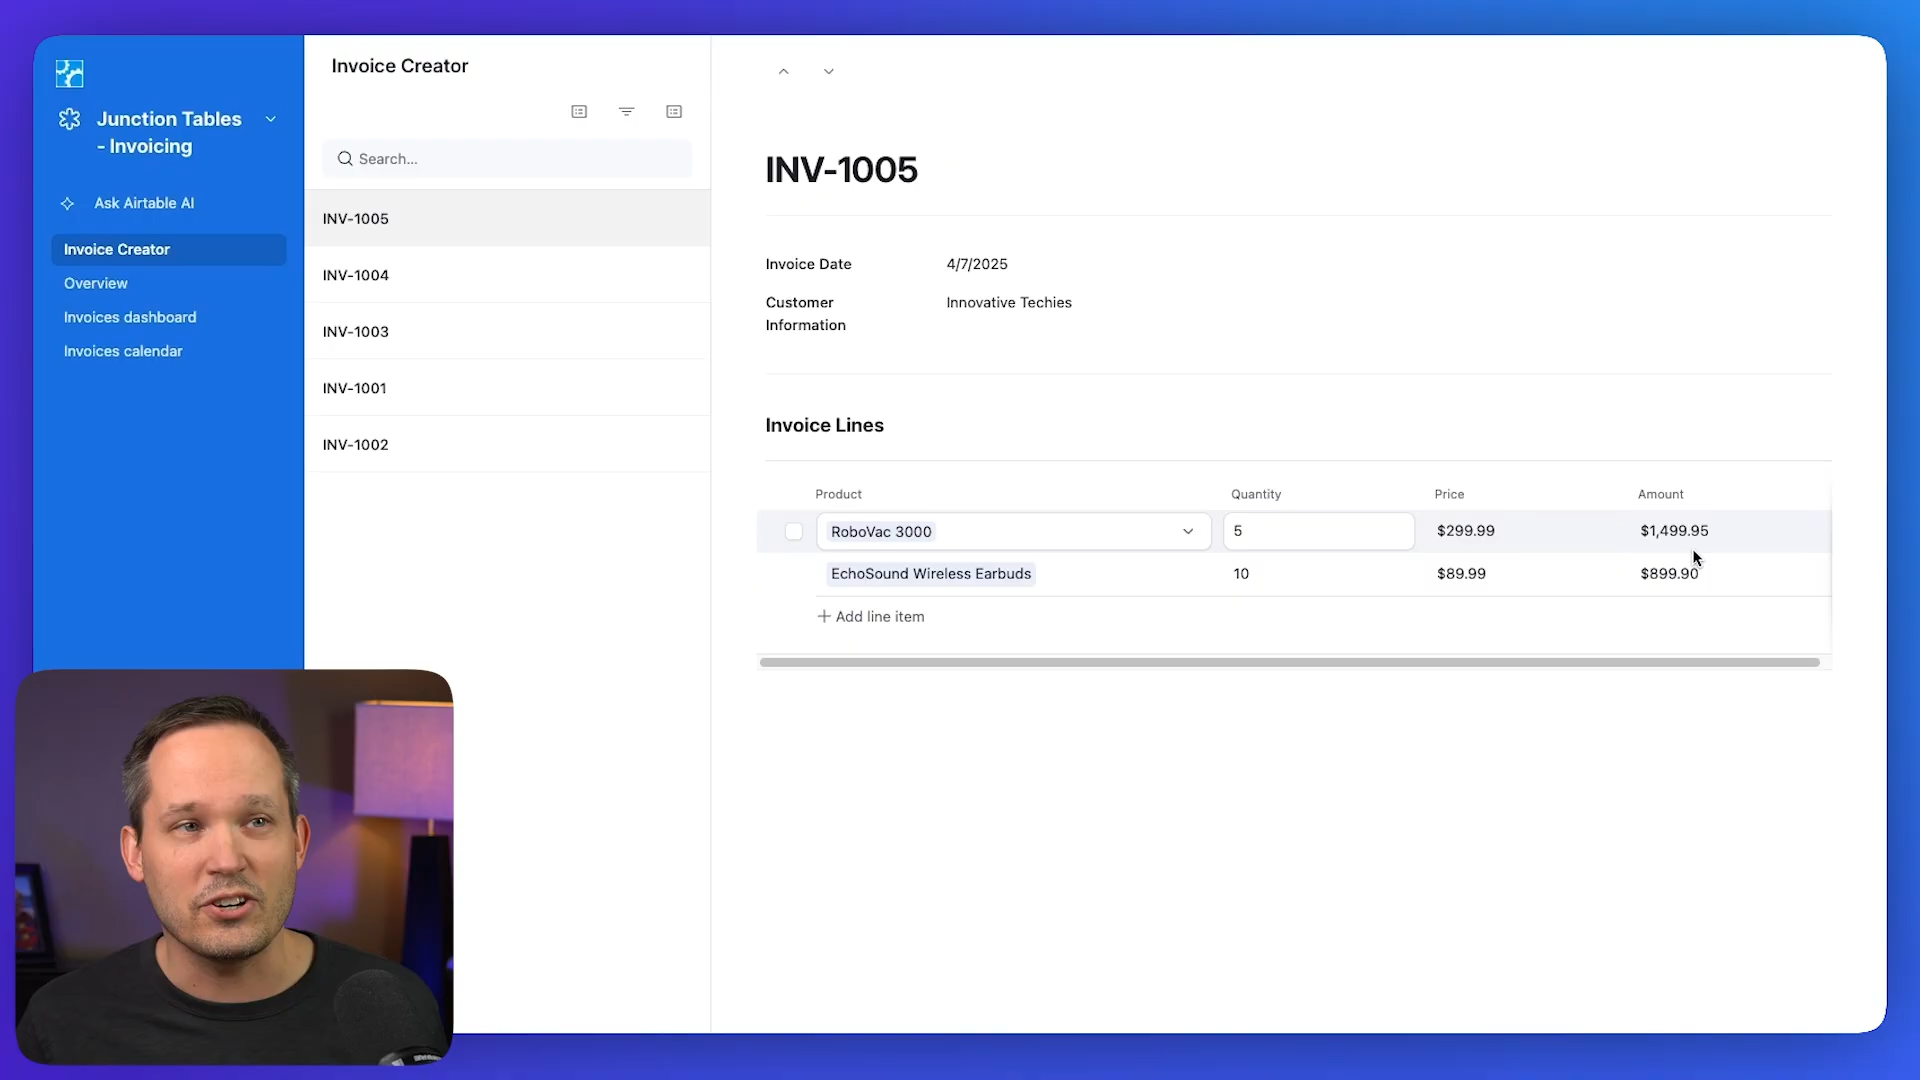 Junction Tables
- Invoicing
Ask Airtable AI
Invoice Creator
Overview
Invoices dashboard
Invoices calendar
Invoice Creator
Search...
INV-1005
INV-1004
INV-1003
INV-1001
INV-1002
INV-1005
Invoice Date 4/7/2025
Customer Information Innovative Techies
Invoice Lines
Product Quantity Price Amount
RoboVac 3000 5 $299.99 $1,499.95
EchoSound Wireless Earbuds 10 $89.99 $899.90
+ Add line item